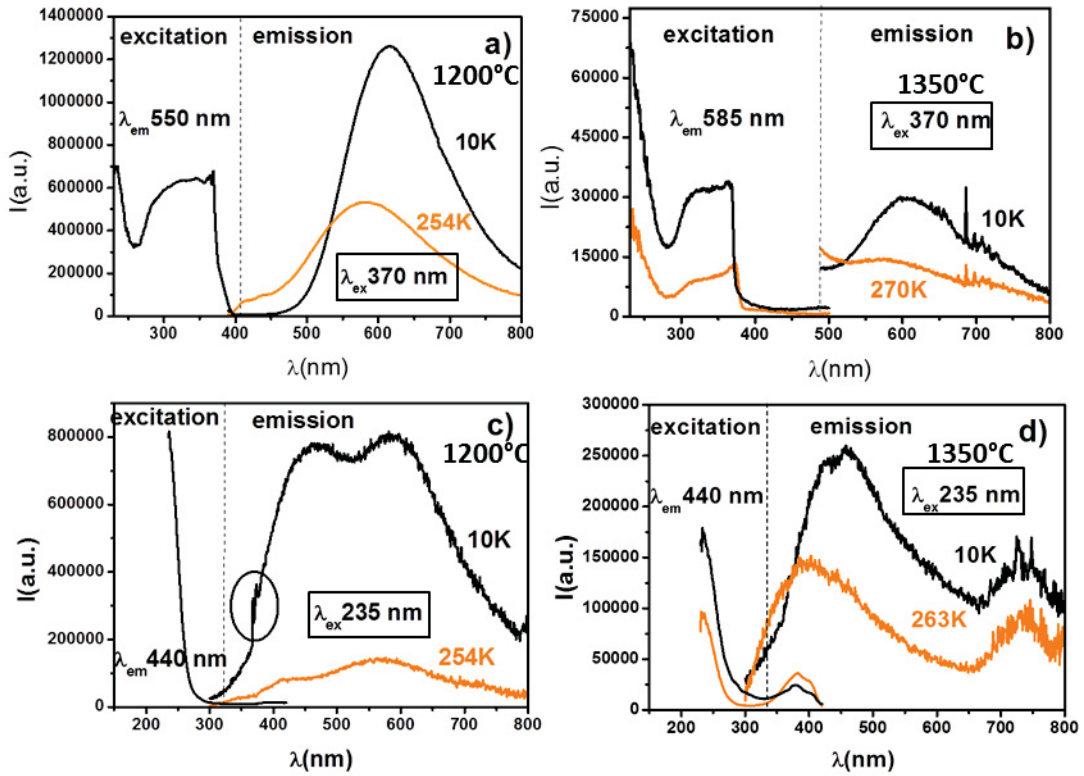 excitation emission a)
1200°C
λem 550 nm
10K
254K
λex 370 nm
I(a.u.)
1400000
1200000
1000000
800000
600000
400000
200000
0
300 400 500 600 700 800
λ(nm)
excitation emission b)
1350°C
λem 585 nm
λex 370 nm
10K
270K
I(a.u.)
75000
60000
45000
30000
15000
0
300 400 500 600 700 800
λ(nm)
excitation emission c)
1200°C
10K
λex 235 nm
λem 440 nm
254K
I(a.u.)
800000
600000
400000
200000
0
200 300 400 500 600 700 800
λ(nm)
excitation emission d)
1350°C
λem 440 nm
λex 235 nm
10K
263K
I(a.u.)
300000
250000
200000
150000
100000
50000
0
200 300 400 500 600 700 800
λ(nm)